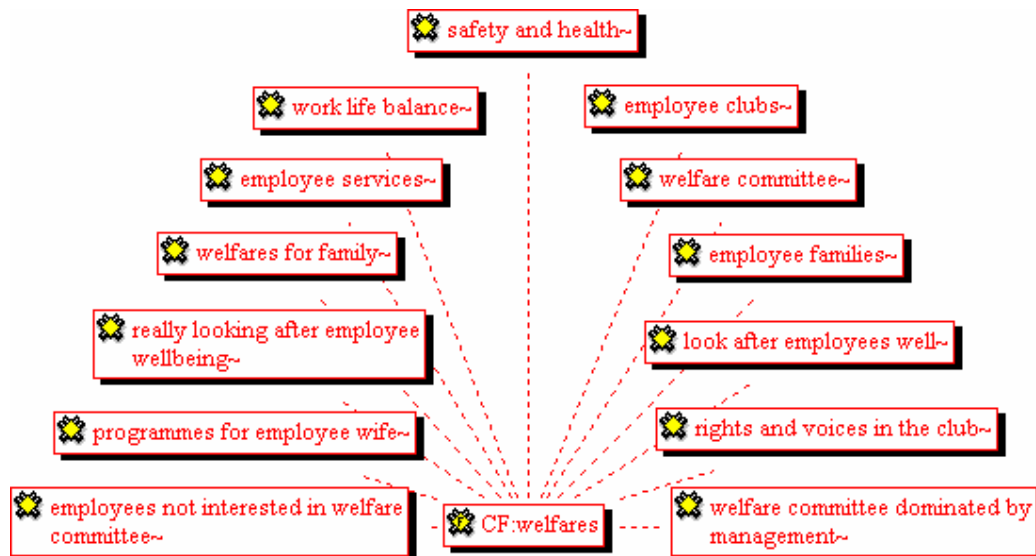 safety and health~
work life balance~
employee clubs~
employee services~
welfare committee~
welfares for family~
employee families~
really looking after employee
wellbeing~
look after employees well~
programmes for employee wife~
rights and voices in the club~
employees not interested in welfare
committee~
CF:welfares
welfare committee dominated by
management~